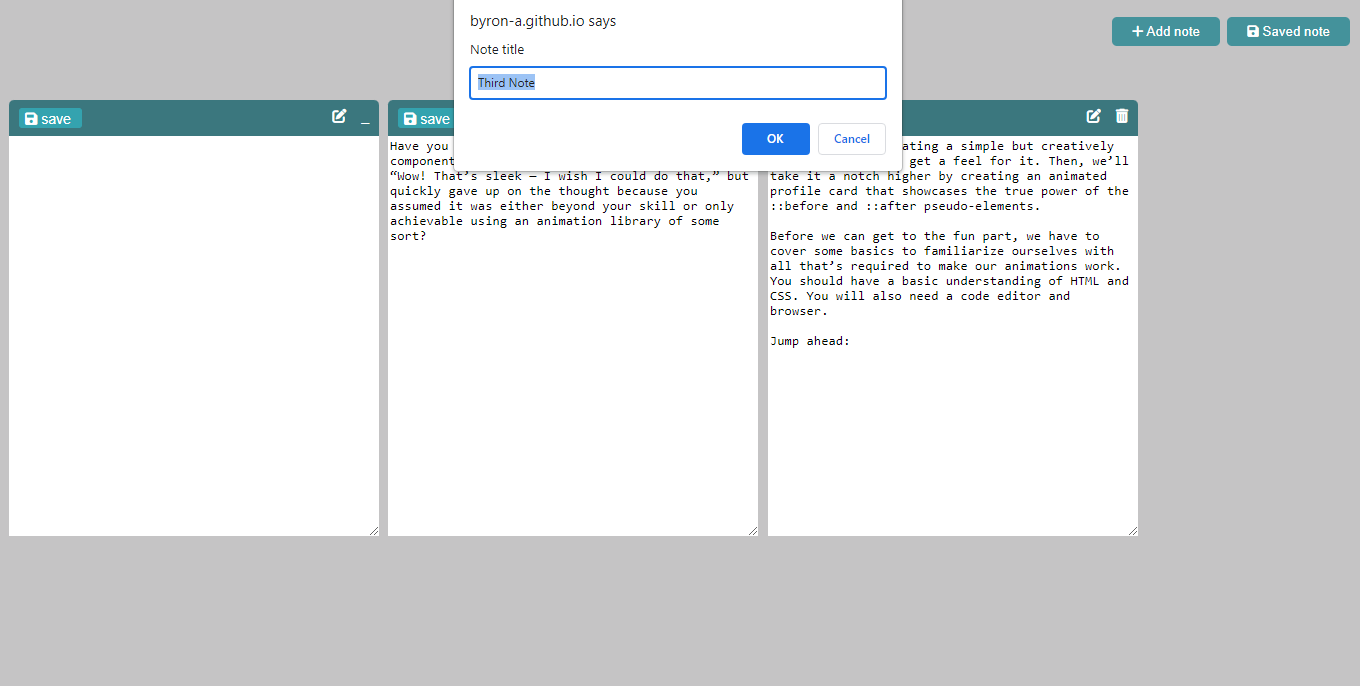 byron-a.github.io says
Note title
Third Note
OK
Cancel
Add note
Saved note
save
save
Have you
component
“Wow! That’s sleek — I wish I could do that,” but
quickly gave up on the thought because you
assumed it was either beyond your skill or only
achievable using an animation library of some
sort?
ating a simple but creatively
get a feel for it. Then, we’ll
take it a notch higher by creating an animated
profile card that showcases the true power of the
::before and ::after pseudo-elements.
Before we can get to the fun part, we have to
cover some basics to familiarize ourselves with
all that’s required to make our animations work.
You should have a basic understanding of HTML and
CSS. You will also need a code editor and
browser.
Jump ahead: